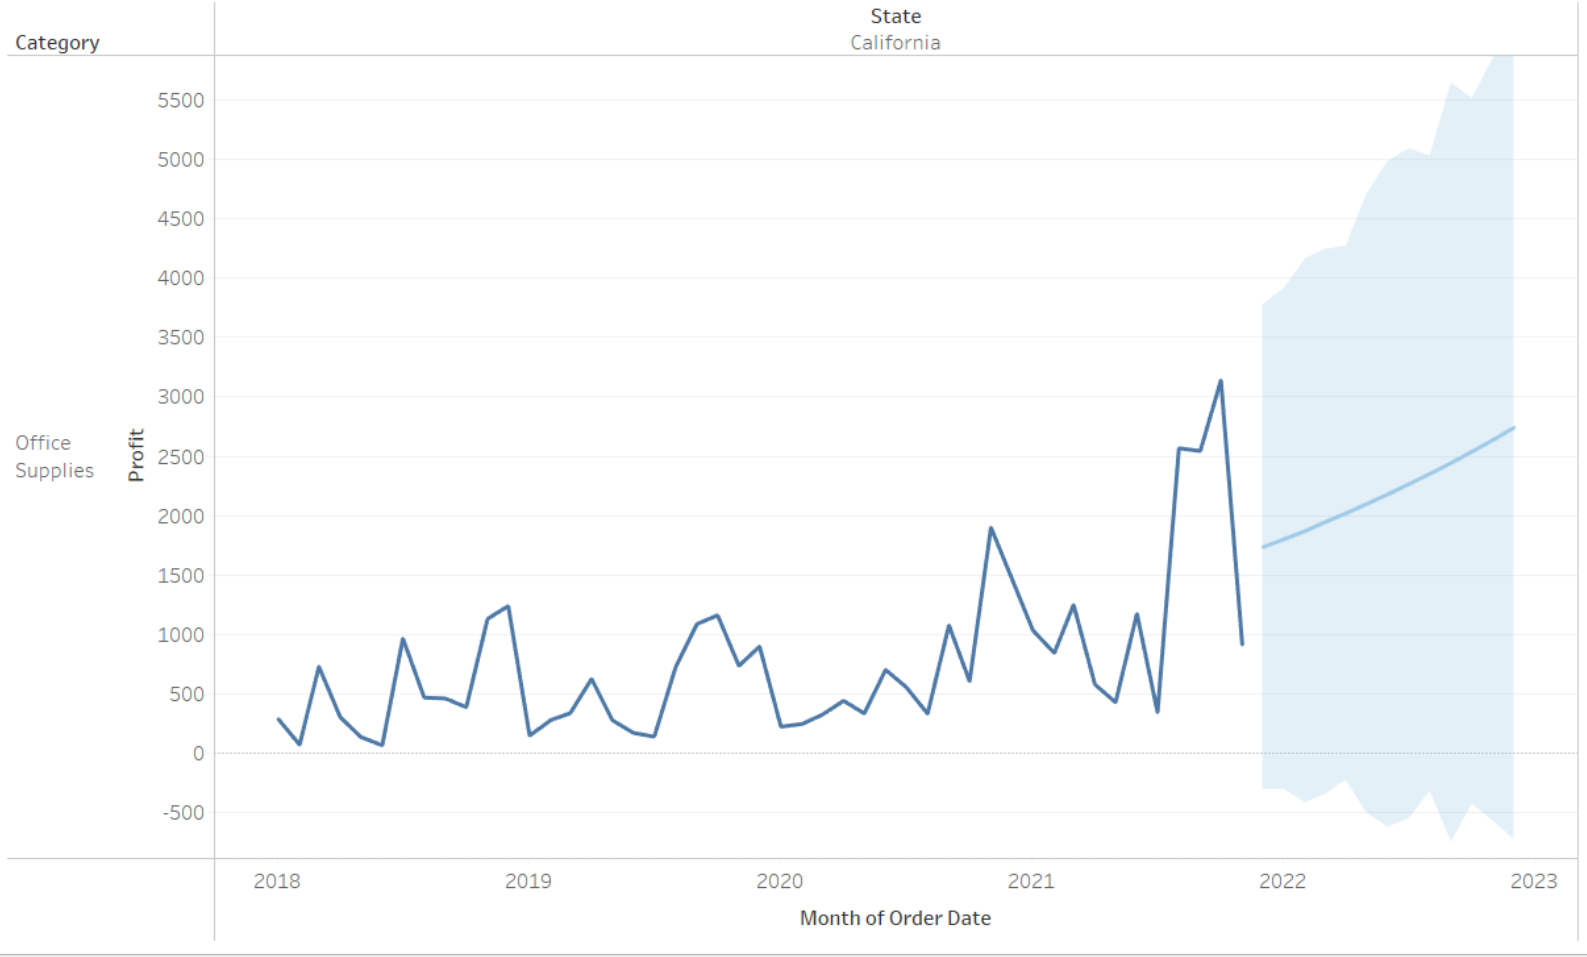 State
Category
California
5500
5000
4500
4000
3500
3000
Office
Supplies
Profit
2500
2000
1500
1000
500
0
-500
2018 2019 2020 2021 2022 2023
Month of Order Date